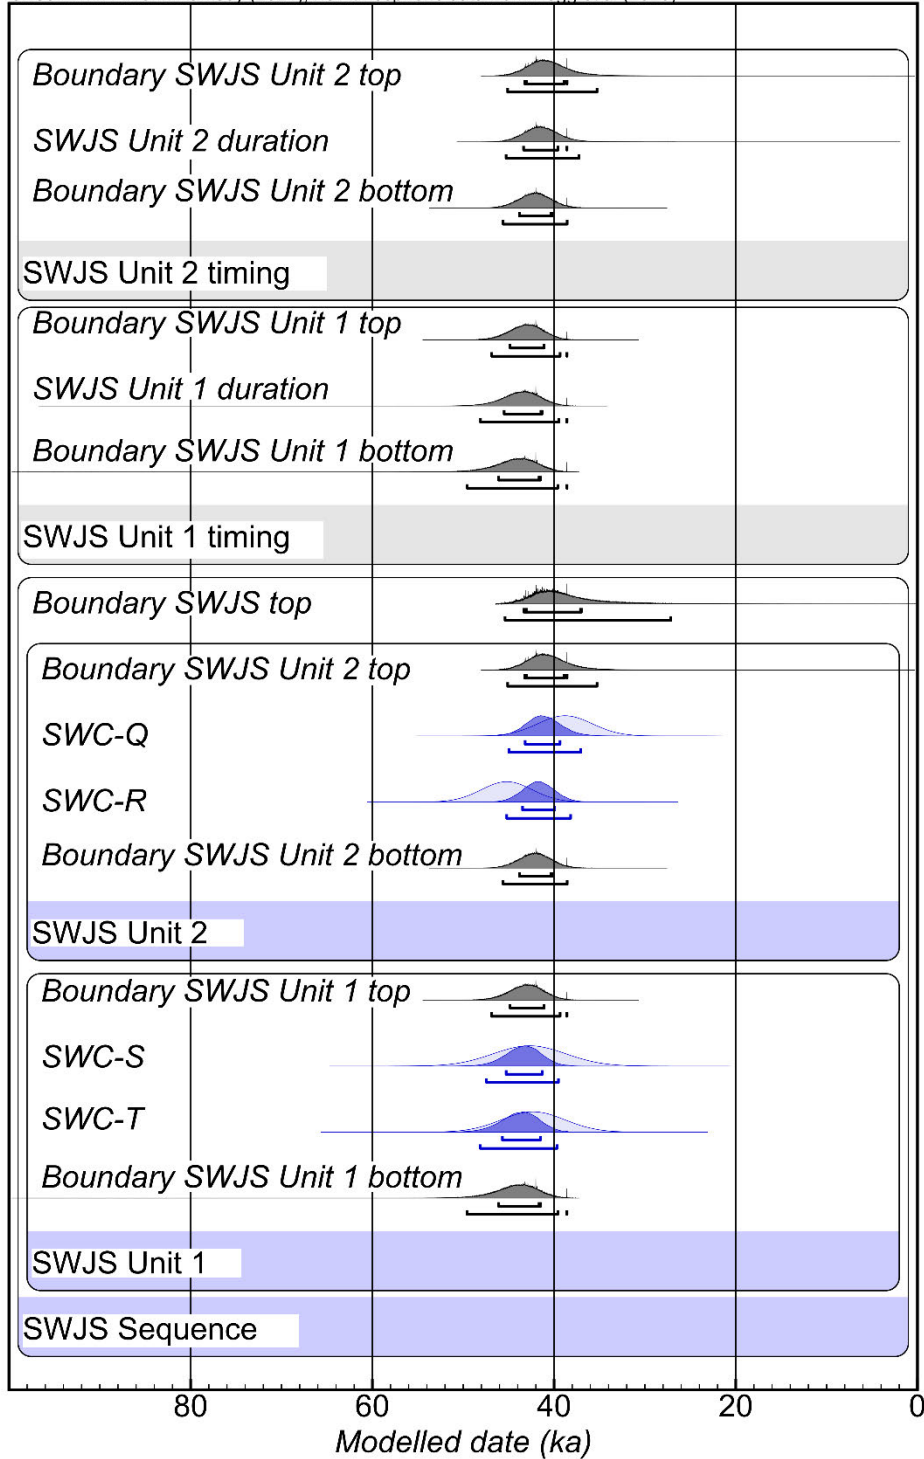 Boundary SWJS Unit 2 top
SWJS Unit 2 duration
Boundary SWJS Unit 2 bottom
SWJS Unit 2 timing
Boundary SWJS Unit 1 top
SWJS Unit 1 duration
Boundary SWJS Unit 1 bottom
SWJS Unit 1 timing
Boundary SWJS top
Boundary SWJS Unit 2 top
SWC-Q
SWC-R
Boundary SWJS Unit 2 bottom
SWJS Unit 2
Boundary SWJS Unit 1 top
SWC-S
SWC-T
Boundary SWJS Unit 1 bottom
SWJS Unit 1
SWJS Sequence
80 60 40 20 0
Modelled date (ka)